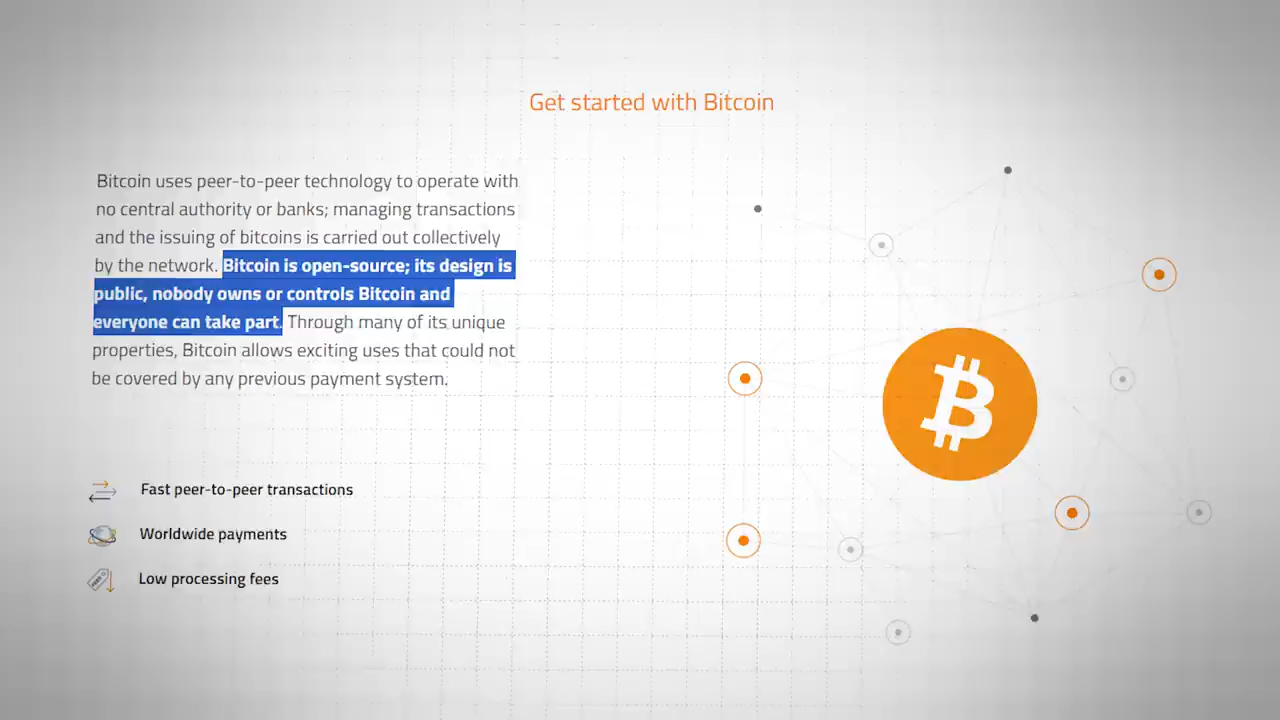 Get started with Bitcoin
Bitcoin uses peer-to-peer technology to operate with
no central authority or banks; managing transactions
and the issuing of bitcoins is carried out collectively
by the network. Bitcoin is open-source; its design is
public, nobody owns or controls Bitcoin and
everyone can take part. Through many of its unique
properties, Bitcoin allows exciting uses that could not
be covered by any previous payment system.
Fast peer-to-peer transactions
Worldwide payments
Low processing fees